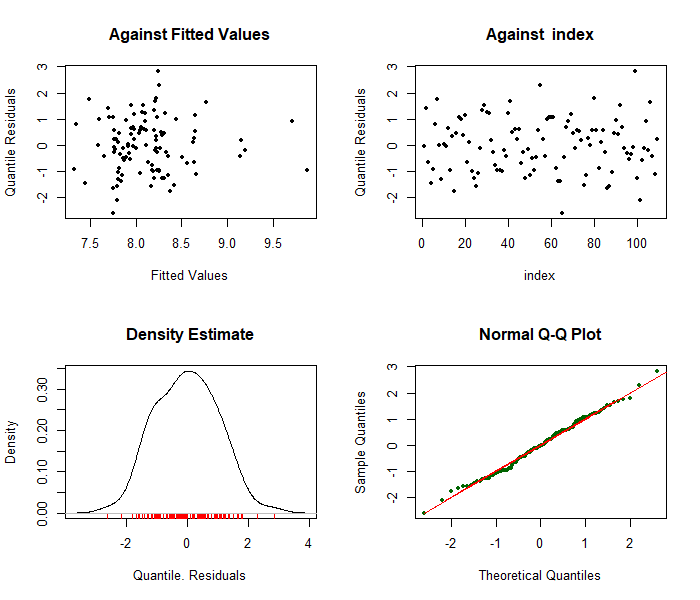 Against Fitted Values
Quantile Residuals
-2 -1 0 1 2 3
7.5 8.0 8.5 9.0 9.5
Fitted Values
Against index
Quantile Residuals
-2 -1 0 1 2 3
0 20 40 60 80 100
index
Density Estimate
Density
0.00 0.10 0.20 0.30
-2 0 2 4
Quantile. Residuals
Normal Q-Q Plot
Sample Quantiles
-2 -1 0 1 2 3
-2 -1 0 1 2
Theoretical Quantiles